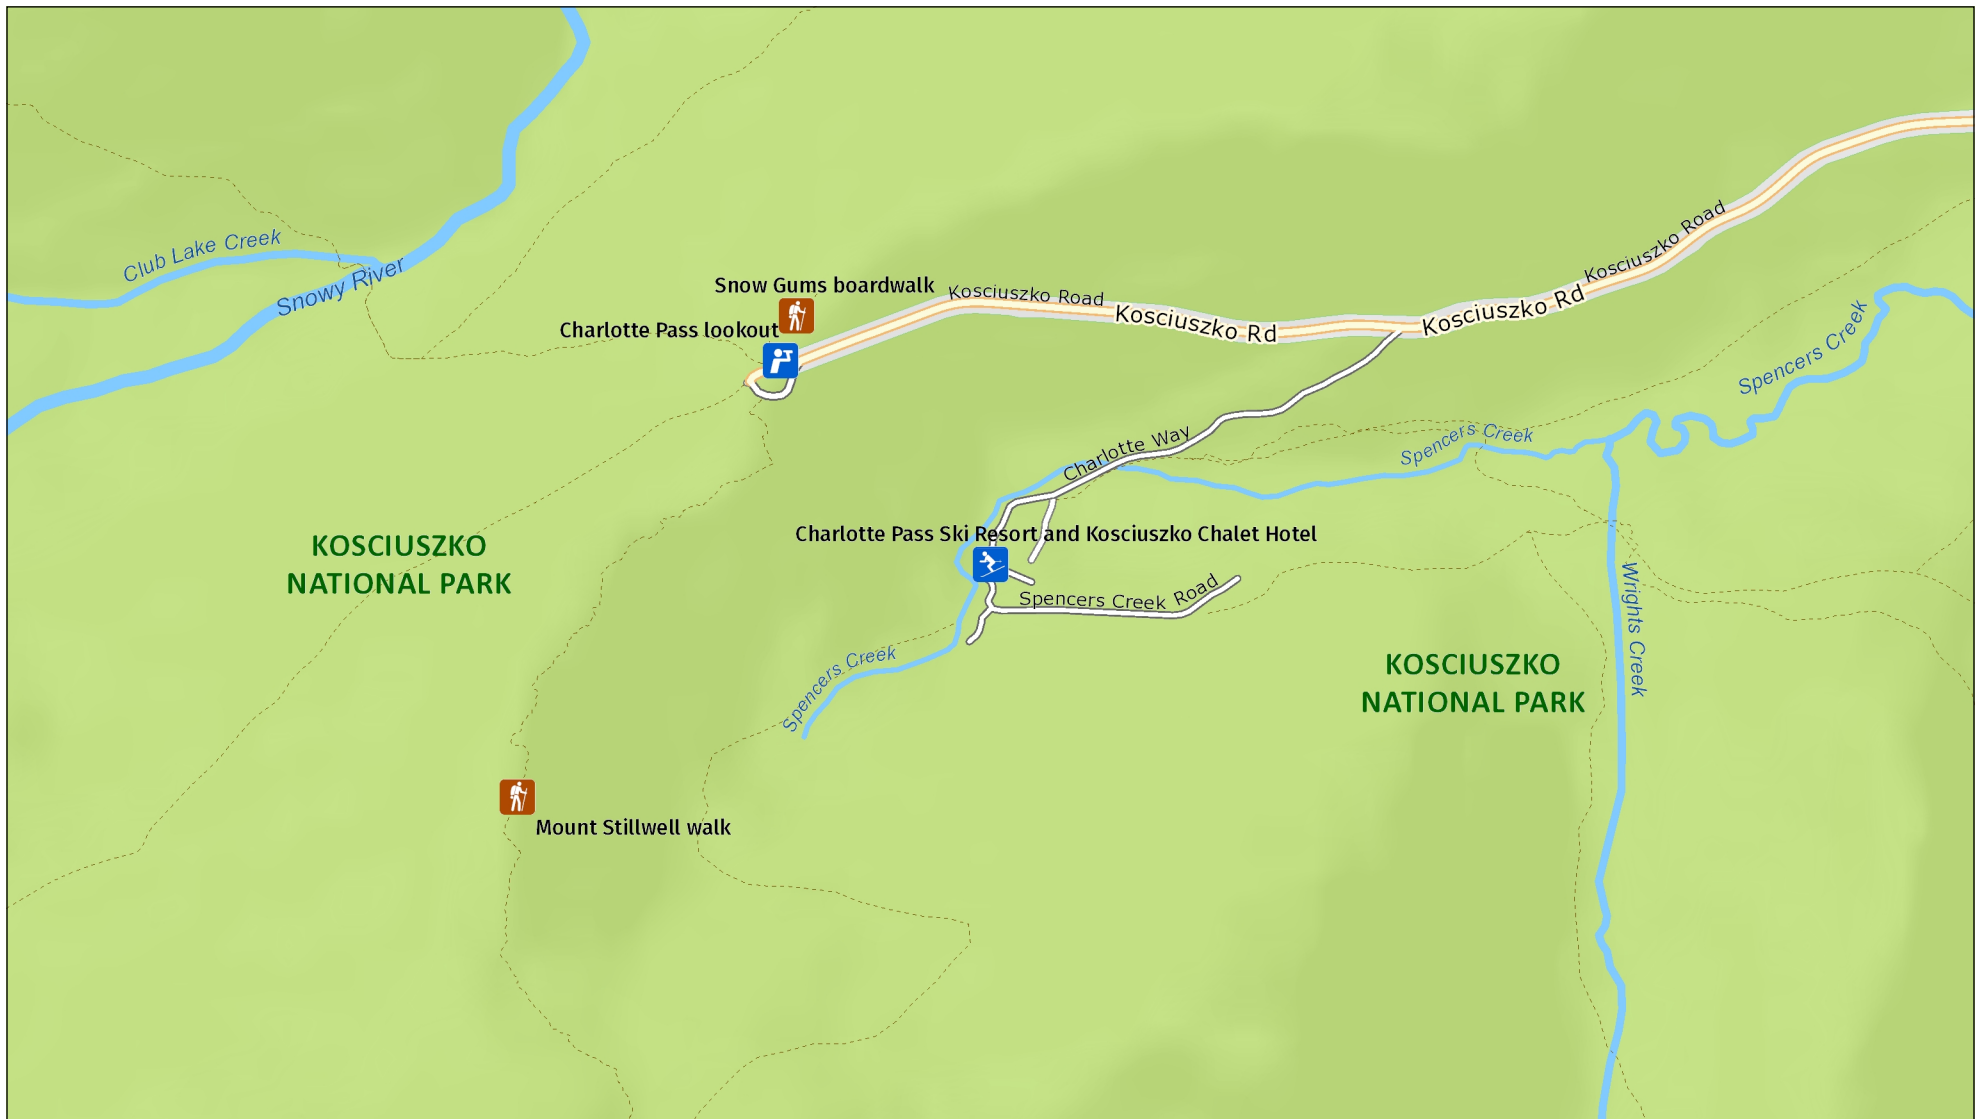 Kosciuszko Road
Club Lake Creek
Snowy River
Snow Gums boardwalk
Kosciuszko Road
Kosciuszko Rd
Kosciuszko Rd
Charlotte Pass lookout
Spencers Creek
Charlotte Way
Spencers Creek
Charlotte Pass Ski Resort and Kosciuszko Chalet Hotel
KOSCIUSZKO
NATIONAL PARK
Spencers Creek Road
Wrights Creek
Spencers Creek
KOSCIUSZKO
NATIONAL PARK
Mount Stillwell walk